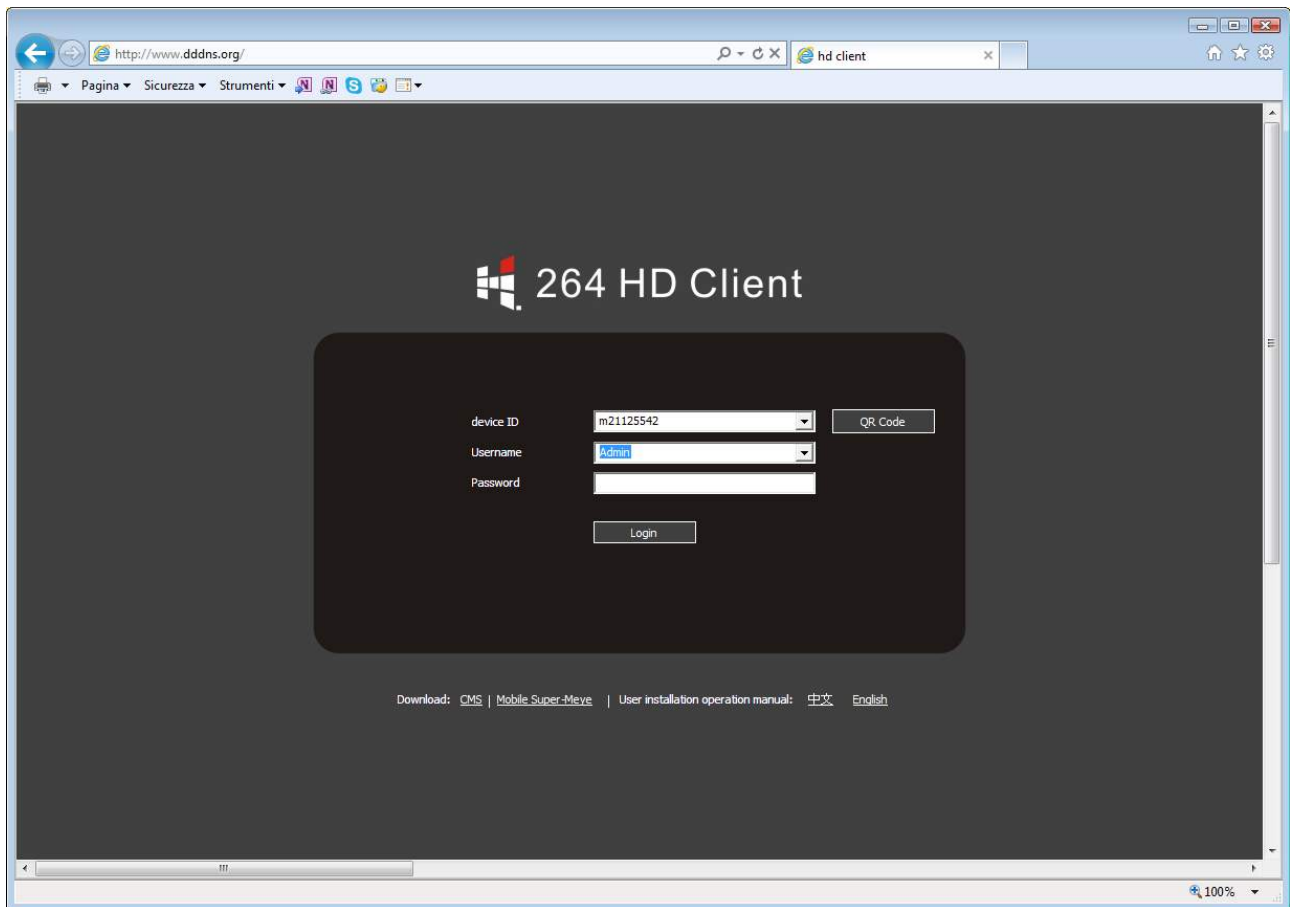 http://www.dddns.org/
hd client
Pagina Sicurezza Strumenti
264 HD Client
device ID m21125542 QR Code
Username Admin
Password
Login
Download: CMS | Mobile Super-Meye | User installation operation manual: 中文 English
100%